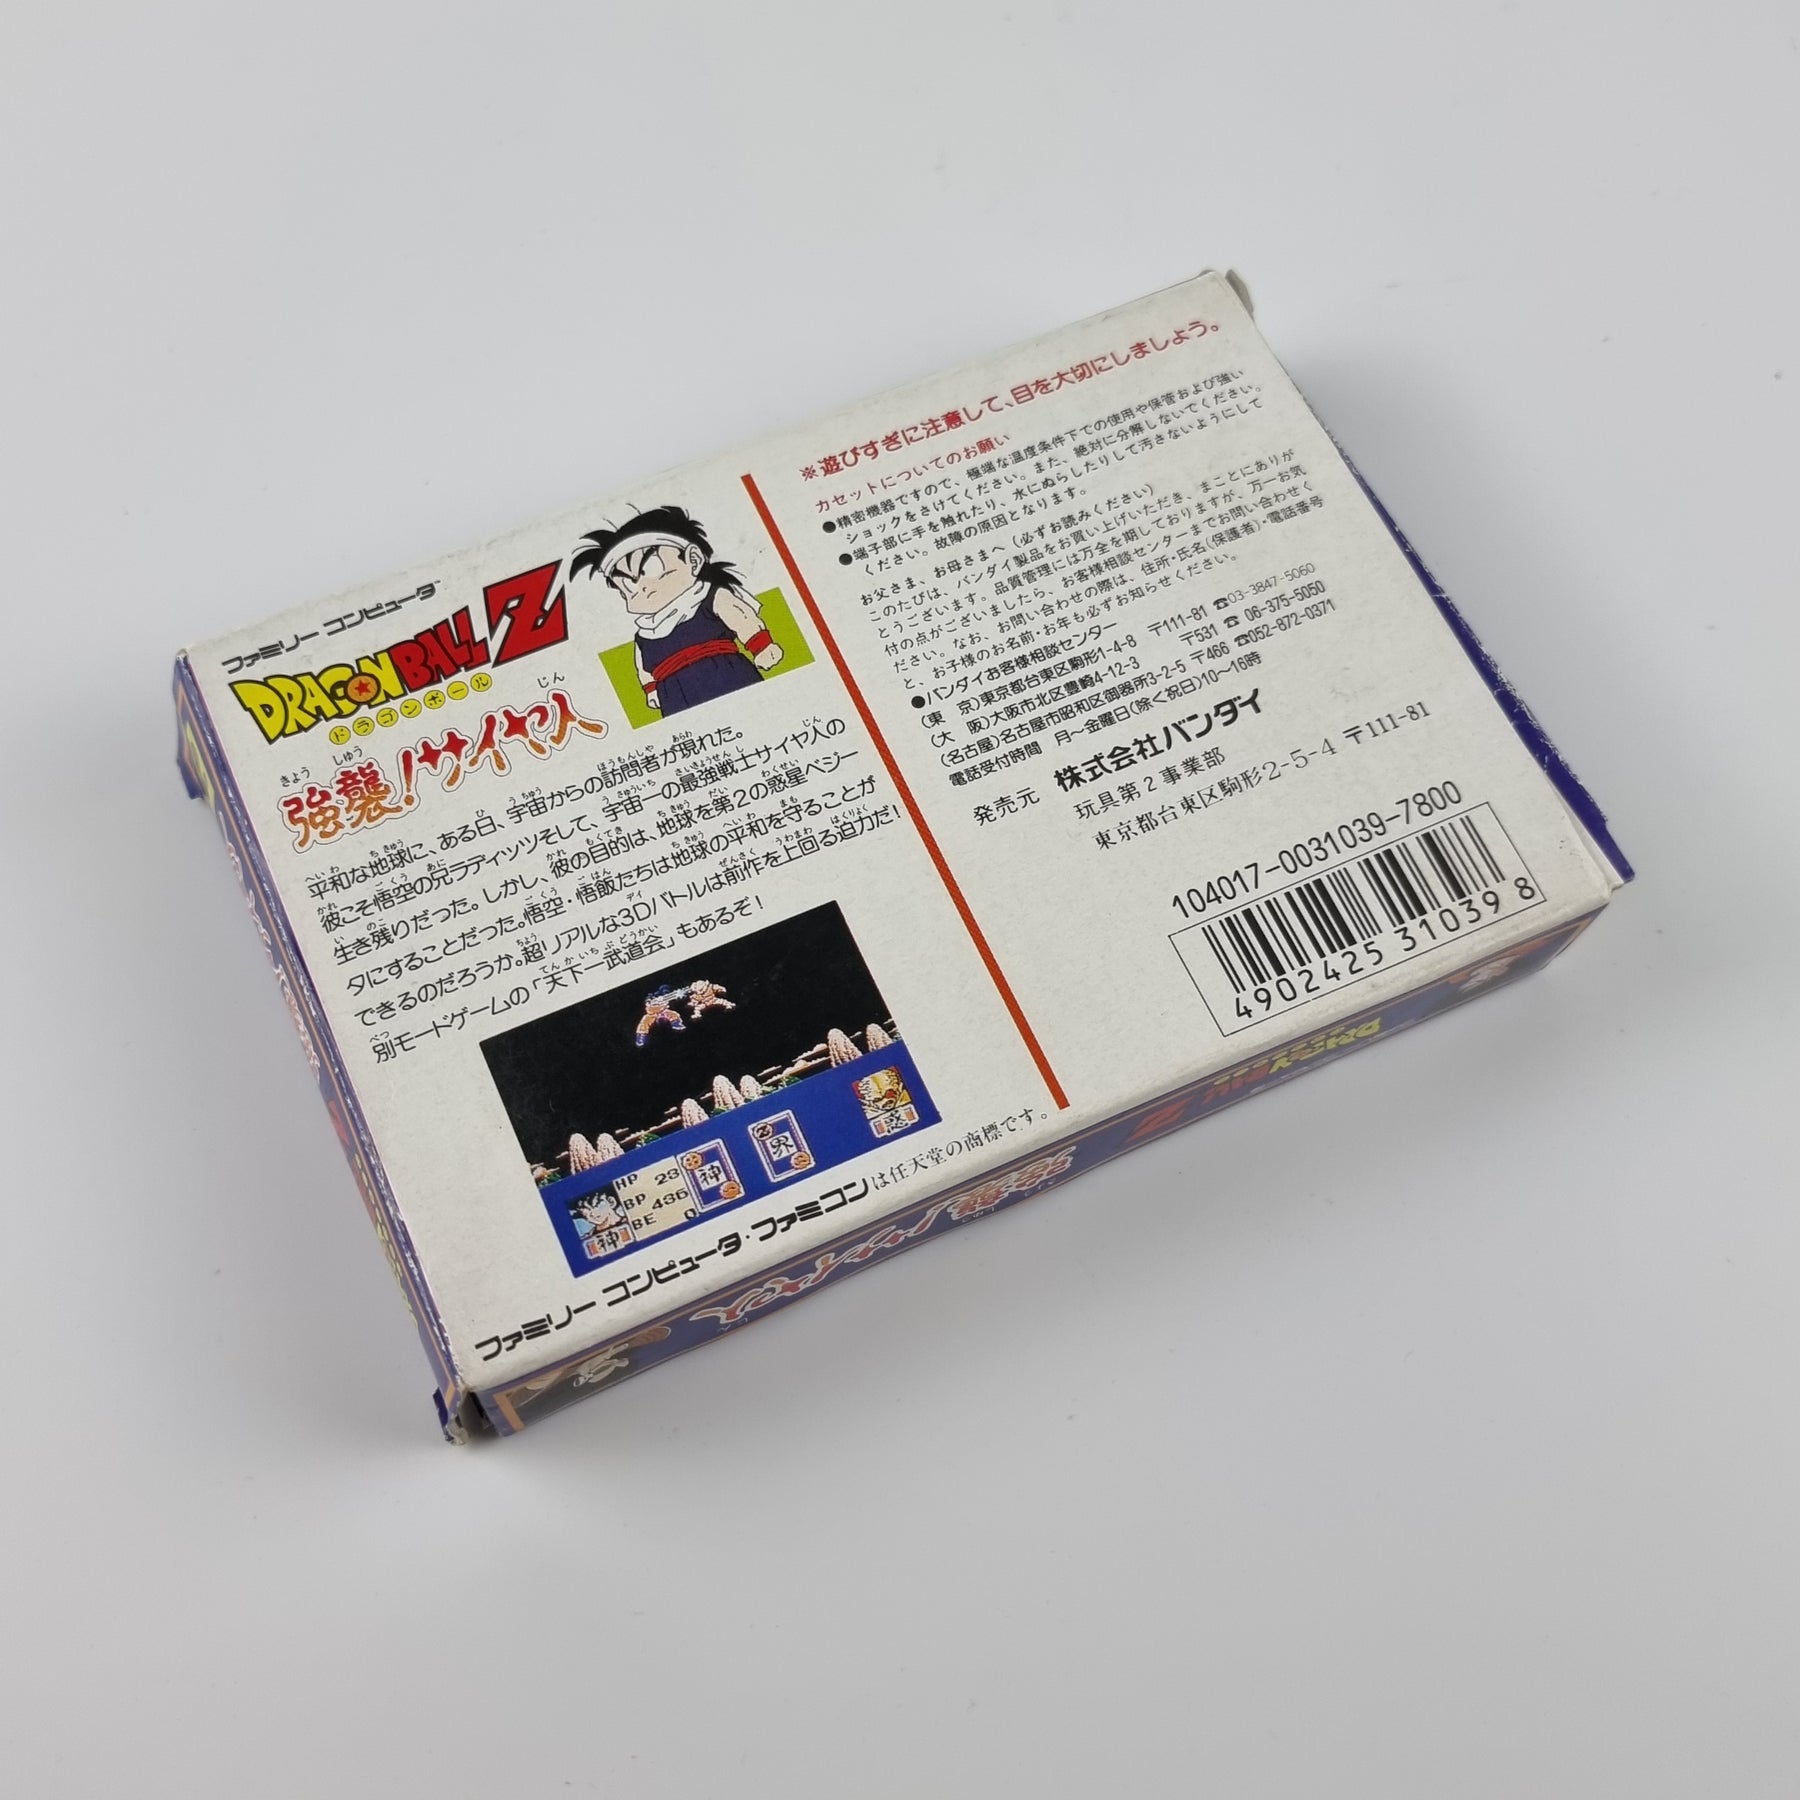 ファミリー コンピュータ™
DRAGON BALL Z
ドラゴンボール
きょう しゅう じん
強襲!サイヤ人
平和な地球に、ある日、宇宙からの訪問者が現れた。
彼こそ悟空の兄ラディッツそして、宇宙一の最強戦士サイヤ人の
生き残りだった。しかし、彼の目的は、地球を第2の惑星ベジー
タにすることだった。悟空・悟飯たちは地球の平和を守ることが
できるのだろうか。超リアルな3Dバトルは前作を上回る迫力だ!
別モードゲームの「天下一武道会」もあるぞ!
HP 23
BP 436
BE 0
神
神
界
惑
ファミリー コンピュータ・ファミコンは任天堂の商標です。
※遊びすぎに注意して、目を大切にしましょう。
カセットについてのお願い
●精密機器ですので、極端な温度条件下での使用や保管および強い
ショックをさけてください。また、絶対に分解しないでください。
●端子部に手を触れたり、水にぬらしたりして汚さないようにして
ください。故障の原因となります。
お父さま、お母さまへ(必ずお読みください)
このたびは、バンダイ製品をお買い上げいただき、まことにありが
とうございます。品質管理には万全を期しておりますが、万一お気
付の点がございましたら、お客様相談センターまでお問い合わせく
ださい。なお、お問い合わせの際は、住所・氏名(保護者)・電話番号
と、お子様のお名前・お年も必ずお知らせください。
●バンダイお客様相談センター
(東 京)東京都台東区駒形1-4-8 〒111-81 ☎03-3847-5060
(大 阪)大阪市北区豊崎4-12-3 〒531 ☎ 06-375-5050
(名古屋)名古屋市昭和区御器所3-2-5 〒466 ☎052-872-0371
電話受付時間 月〜金曜日(除く祝日)10〜16時
発売元 株式会社バンダイ
玩具第2事業部
東京都台東区駒形2-5-4 〒111-81
104017-0031039-7800
4902425310398
DRAGON BALL Z
強襲!サイヤ人